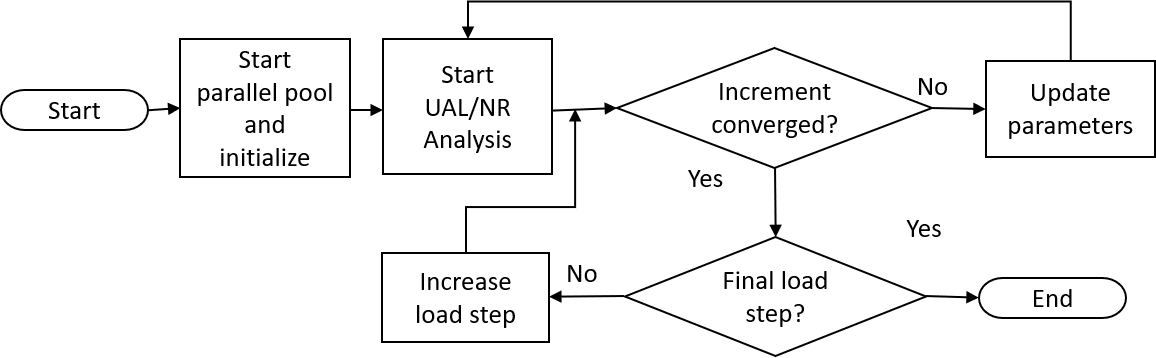 Start
Start
parallel pool
and
initialize
Start
UAL/NR
Analysis
Increment
converged?
No
Update
parameters
Yes
Yes
Increase
load step
No
Final load
step?
End